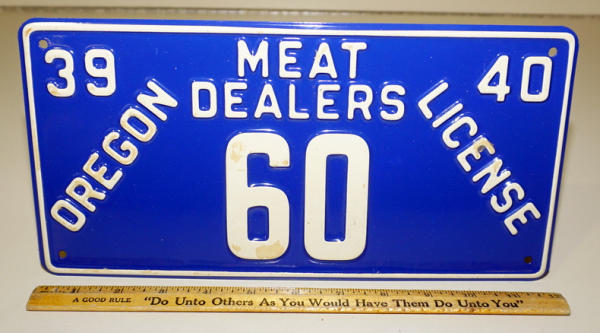 39 MEAT 40
DEALERS
OREGON
LICENSE
60
A GOOD RULE "Do Unto Others As You Would Have Them Do Unto You"